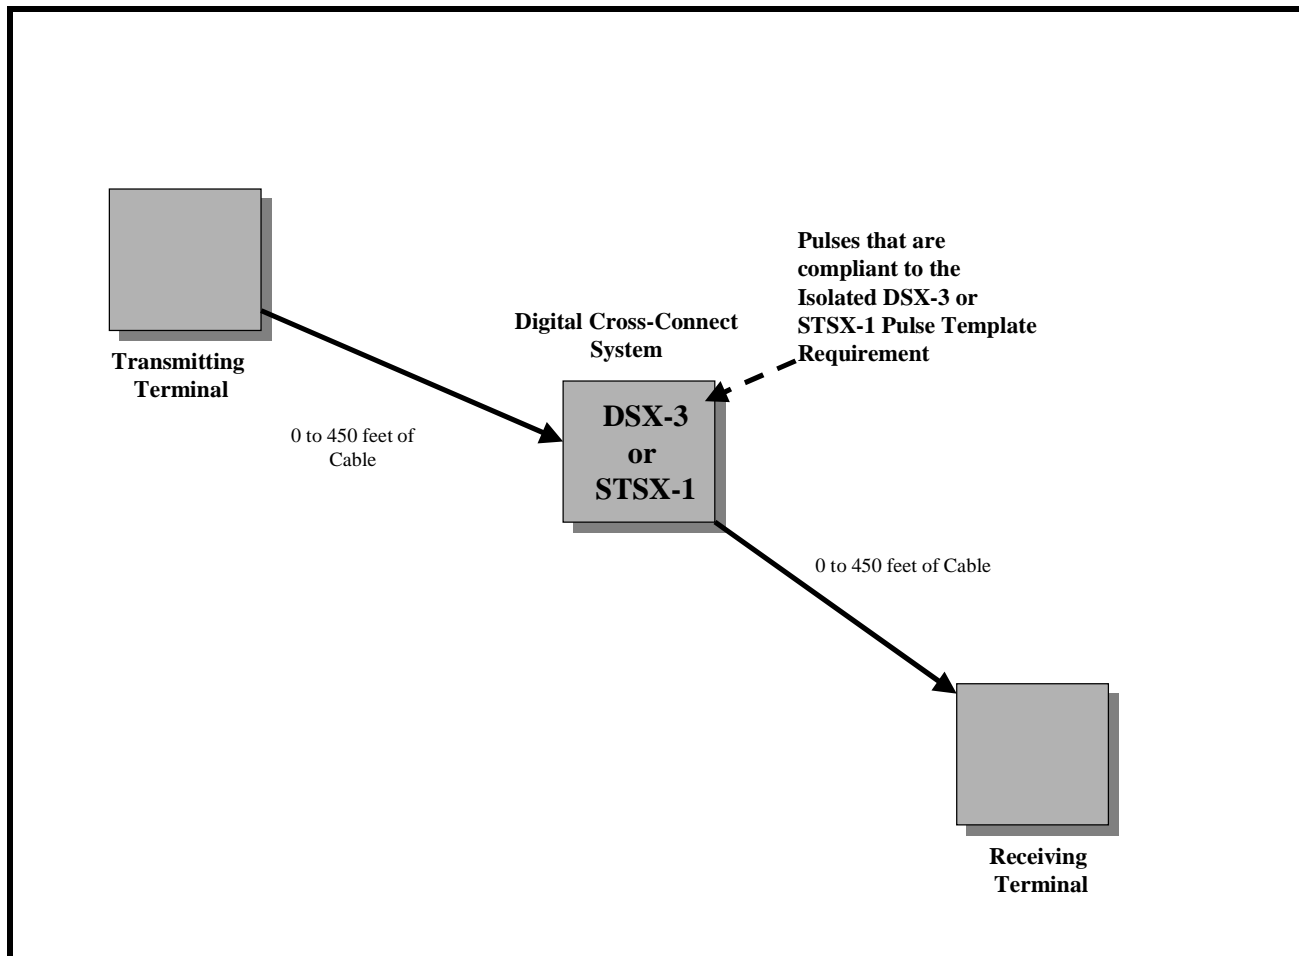 Pulses that are
compliant to the
Isolated DSX-3 or
STSX-1 Pulse Template
Requirement
Digital Cross-Connect
System
Transmitting
Terminal
DSX-3
or
STSX-1
0 to 450 feet of
Cable
0 to 450 feet of Cable
Receiving
Terminal